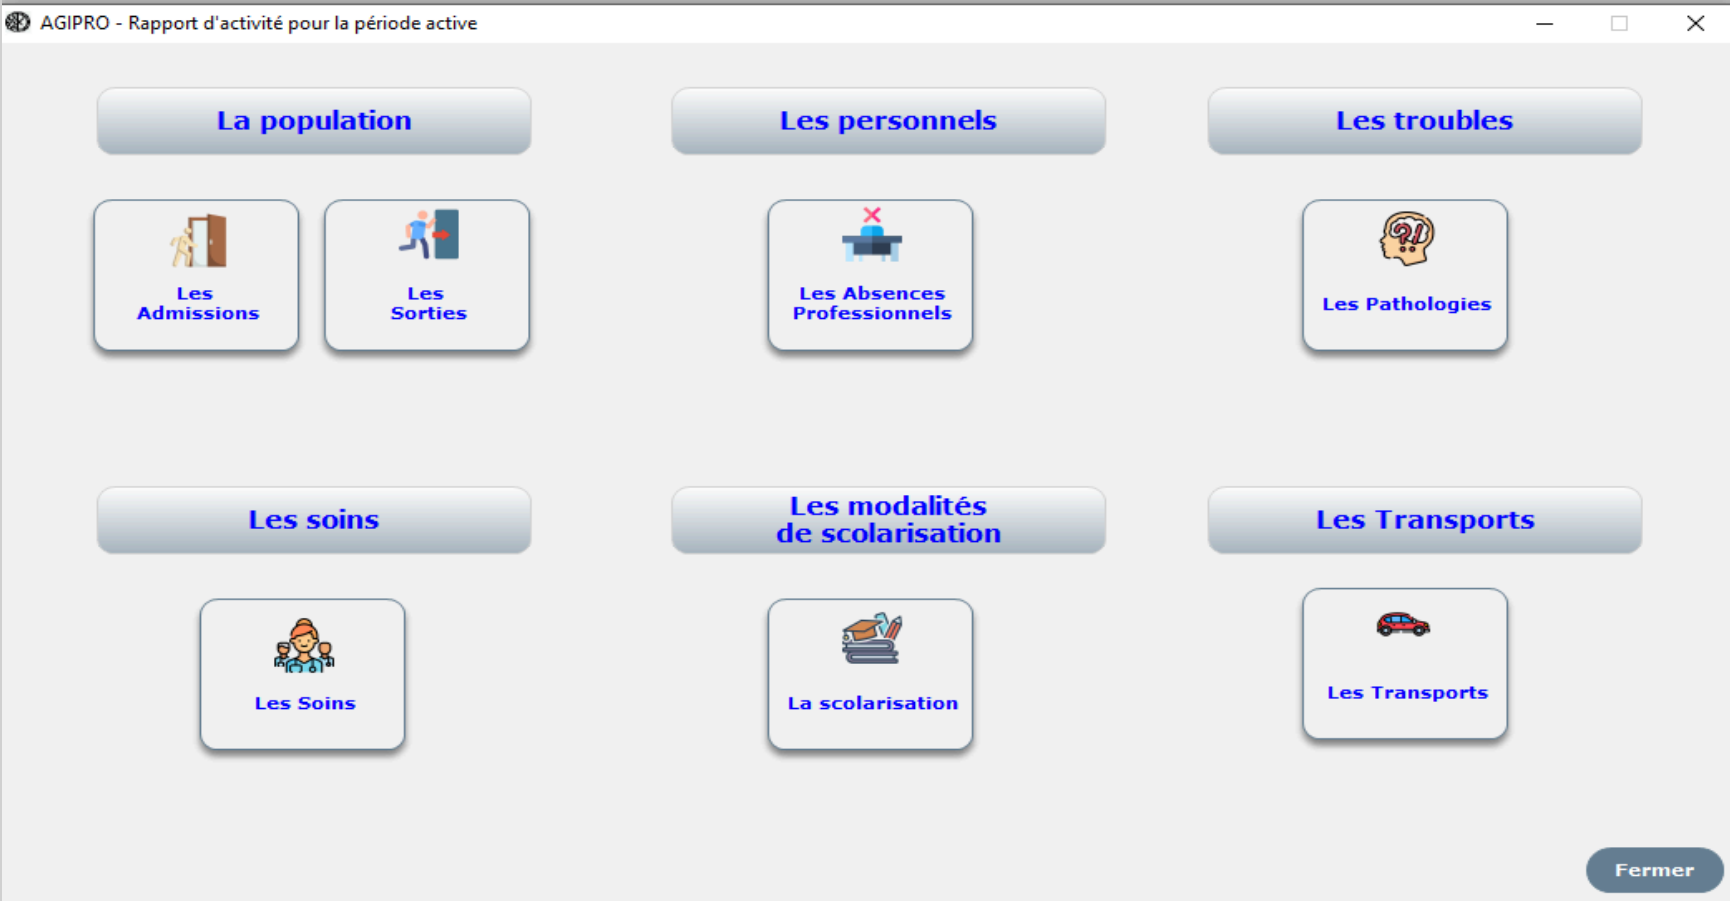 AGIPRO - Rapport d'activité pour la période active
La population
Les personnels
Les troubles
Les
Admissions
Les
Sorties
Les Absences
Professionnels
Les Pathologies
Les soins
Les modalités
de scolarisation
Les Transports
Les Soins
La scolarisation
Les Transports
Fermer